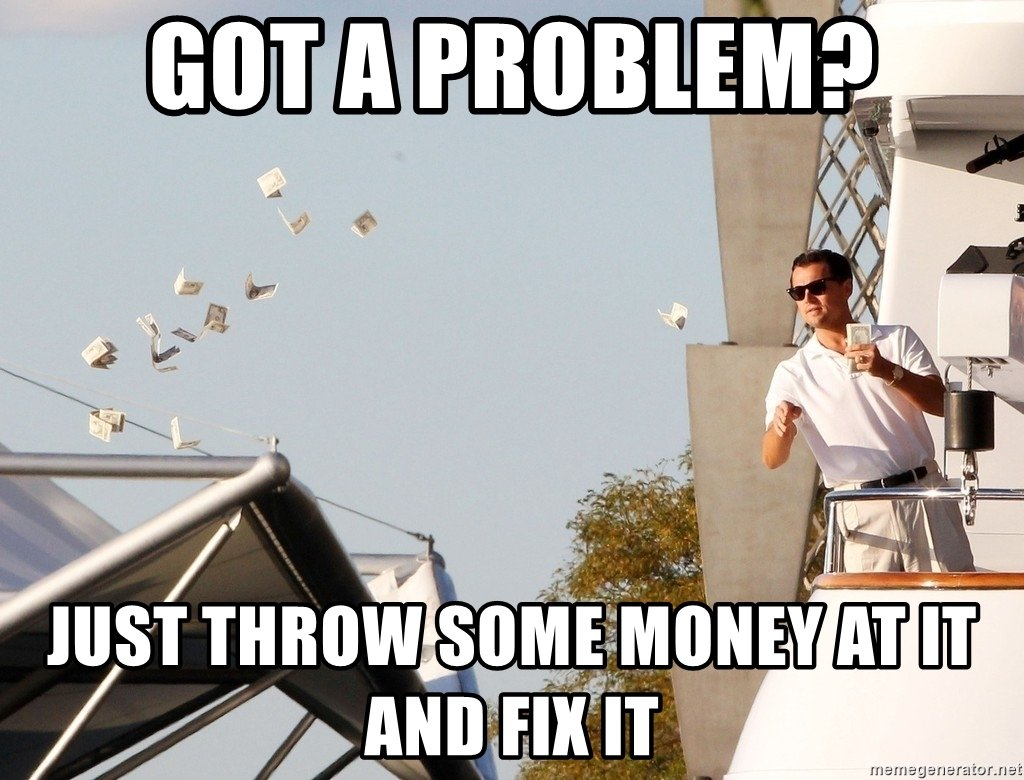 GOT A PROBLEM?
JUST THROW SOME MONEY AT IT
AND FIX IT
memegenerator.net